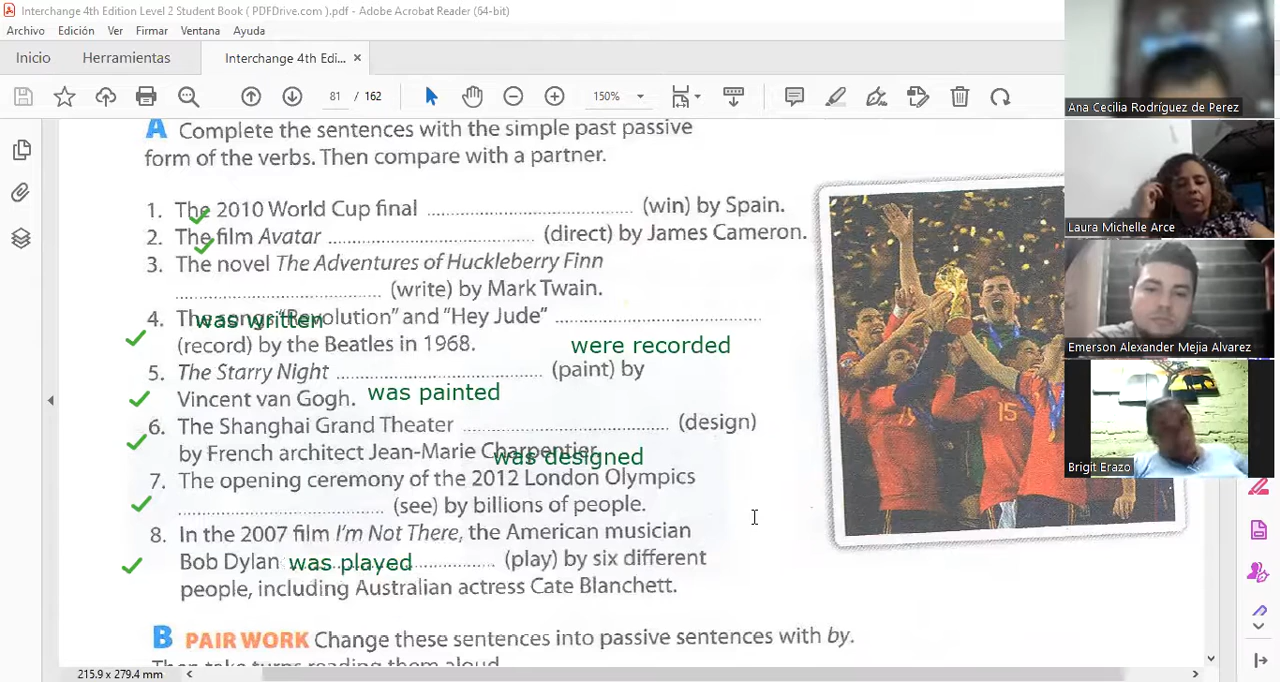 Interchange 4th Edition Level 2 Student Book ( PDFDrive.com ).pdf - Adobe Acrobat Reader (64-bit)
Archivo Edición Ver Firmar Ventana Ayuda
Inicio Herramientas Interchange 4th Edi... ×
81 / 162 150%
A Complete the sentences with the simple past passive
form of the verbs. Then compare with a partner.
1. The 2010 World Cup final ................................ (win) by Spain.
2. The film Avatar ................................ (direct) by James Cameron.
3. The novel The Adventures of Huckleberry Finn
................................ (write) by Mark Twain.
was written
4. The songs "Revolution" and "Hey Jude" ................................
(record) by the Beatles in 1968.
were recorded
5. The Starry Night ................................ (paint) by
Vincent van Gogh.
was painted
6. The Shanghai Grand Theater ................................ (design)
by French architect Jean-Marie Charpentier.
was designed
7. The opening ceremony of the 2012 London Olympics
................................ (see) by billions of people.
8. In the 2007 film I'm Not There, the American musician
Bob Dylan was played ................ (play) by six different
people, including Australian actress Cate Blanchett.
B PAIR WORK Change these sentences into passive sentences with by.
Then take turns reading them aloud.
215.9 x 279.4 mm
15
Ana Cecilia Rodríguez de Perez
Laura Michelle Arce
Emerson Alexander Mejia Alvarez
Brigit Erazo